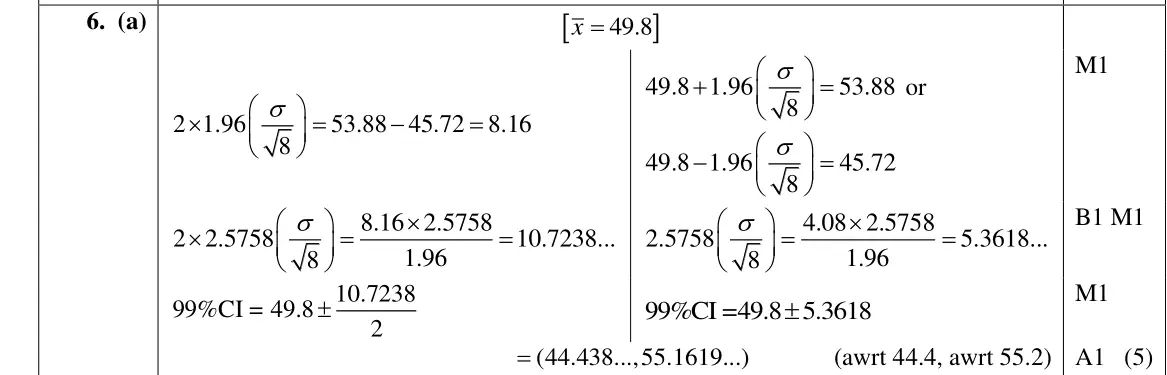 6. (a)
[x̄ = 49.8]
2×1.96(σ/√8) = 53.88 − 45.72 = 8.16
49.8 + 1.96(σ/√8) = 53.88 or
49.8 − 1.96(σ/√8) = 45.72
M1
2×2.5758(σ/√8) = (8.16×2.5758)/1.96 = 10.7238...
2.5758(σ/√8) = (4.08×2.5758)/1.96 = 5.3618...
B1 M1
99%CI = 49.8 ± 10.7238/2
99%CI =49.8±5.3618
M1
= (44.438...,55.1619...) (awrt 44.4, awrt 55.2)
A1 (5)